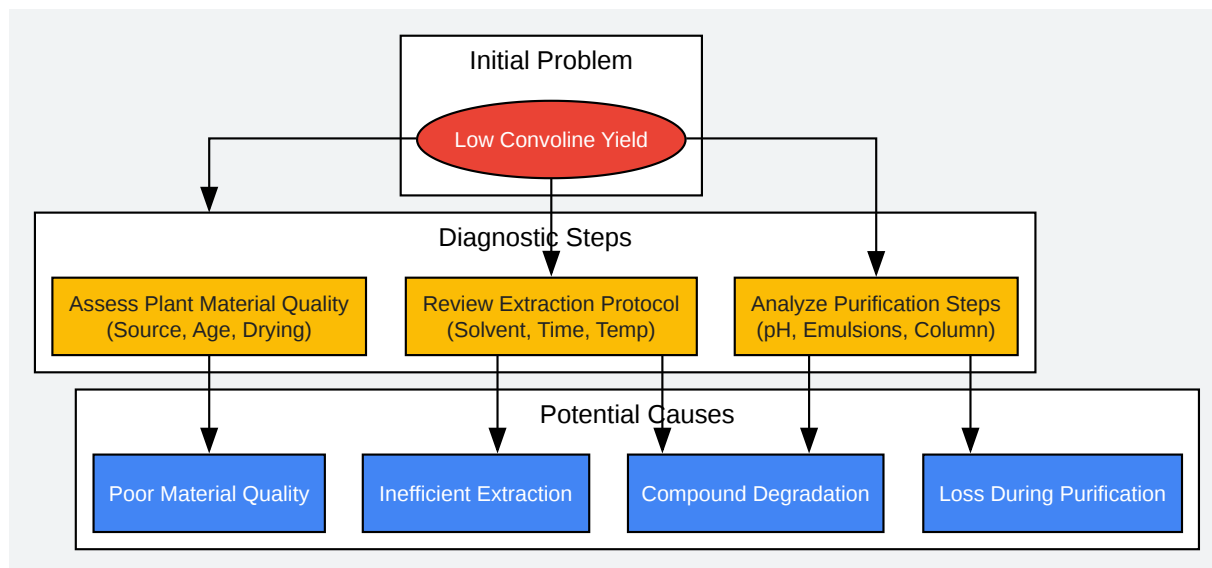 Initial Problem
Low Convoline Yield
Diagnostic Steps
Assess Plant Material Quality
(Source, Age, Drying)
Review Extraction Protocol
(Solvent, Time, Temp)
Analyze Purification Steps
(pH, Emulsions, Column)
Potential Causes
Poor Material Quality
Inefficient Extraction
Compound Degradation
Loss During Purification